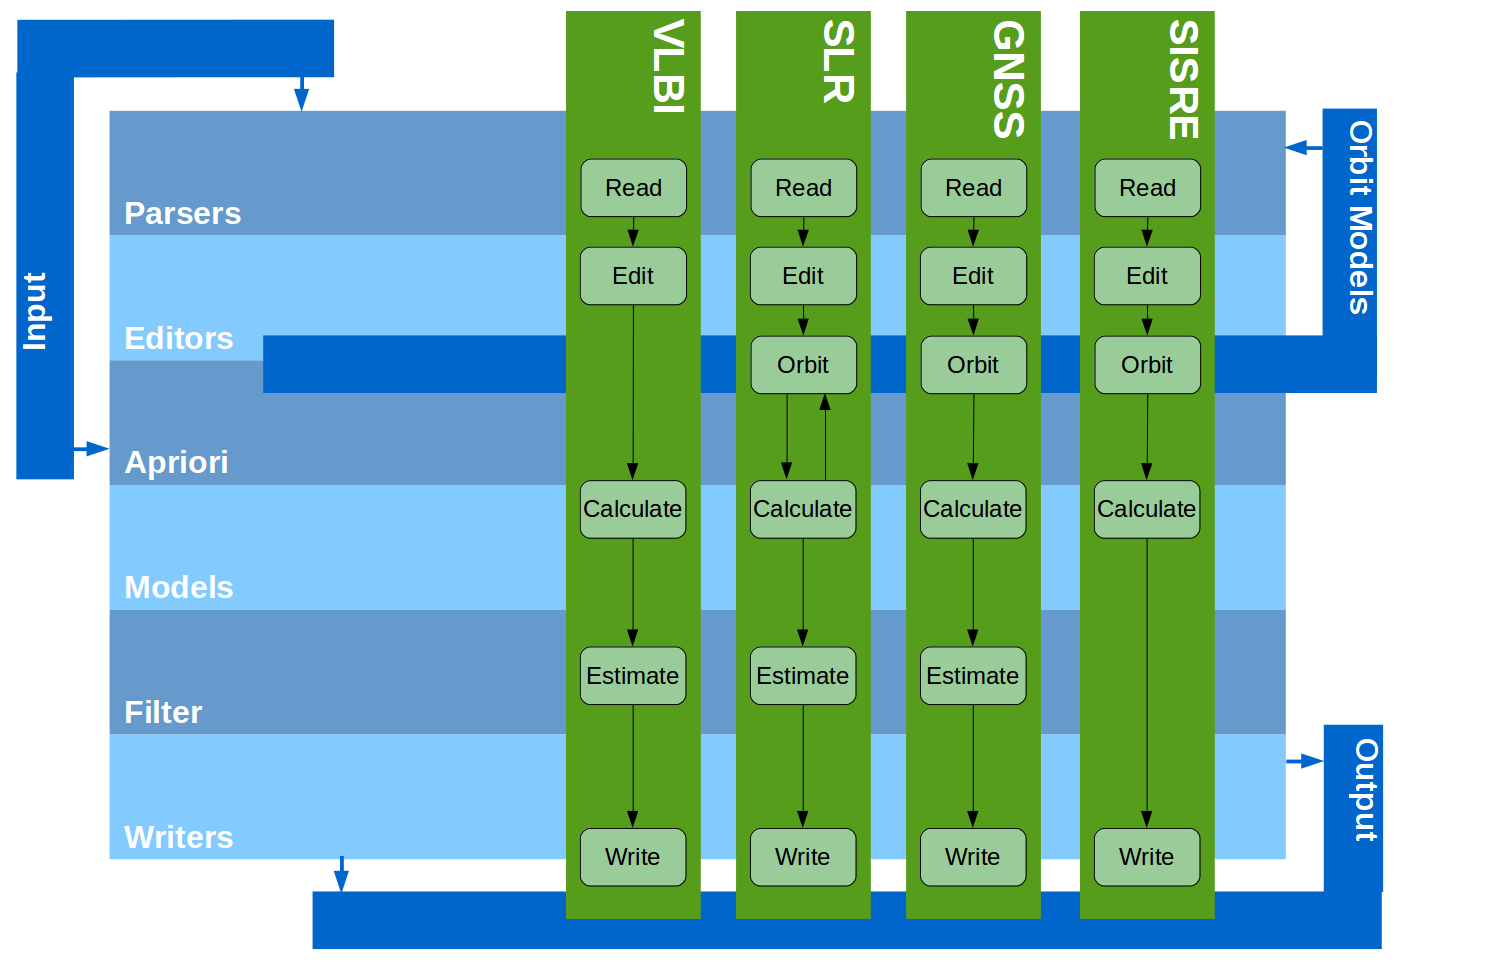 VLBI
SLR
GNSS
SISRE
Input
Orbit Models
Parsers
Read
Read
Read
Read
Editors
Edit
Edit
Edit
Edit
Orbit
Orbit
Orbit
Apriori
Calculate
Calculate
Calculate
Calculate
Models
Filter
Estimate
Estimate
Estimate
Writers
Write
Write
Write
Write
Output